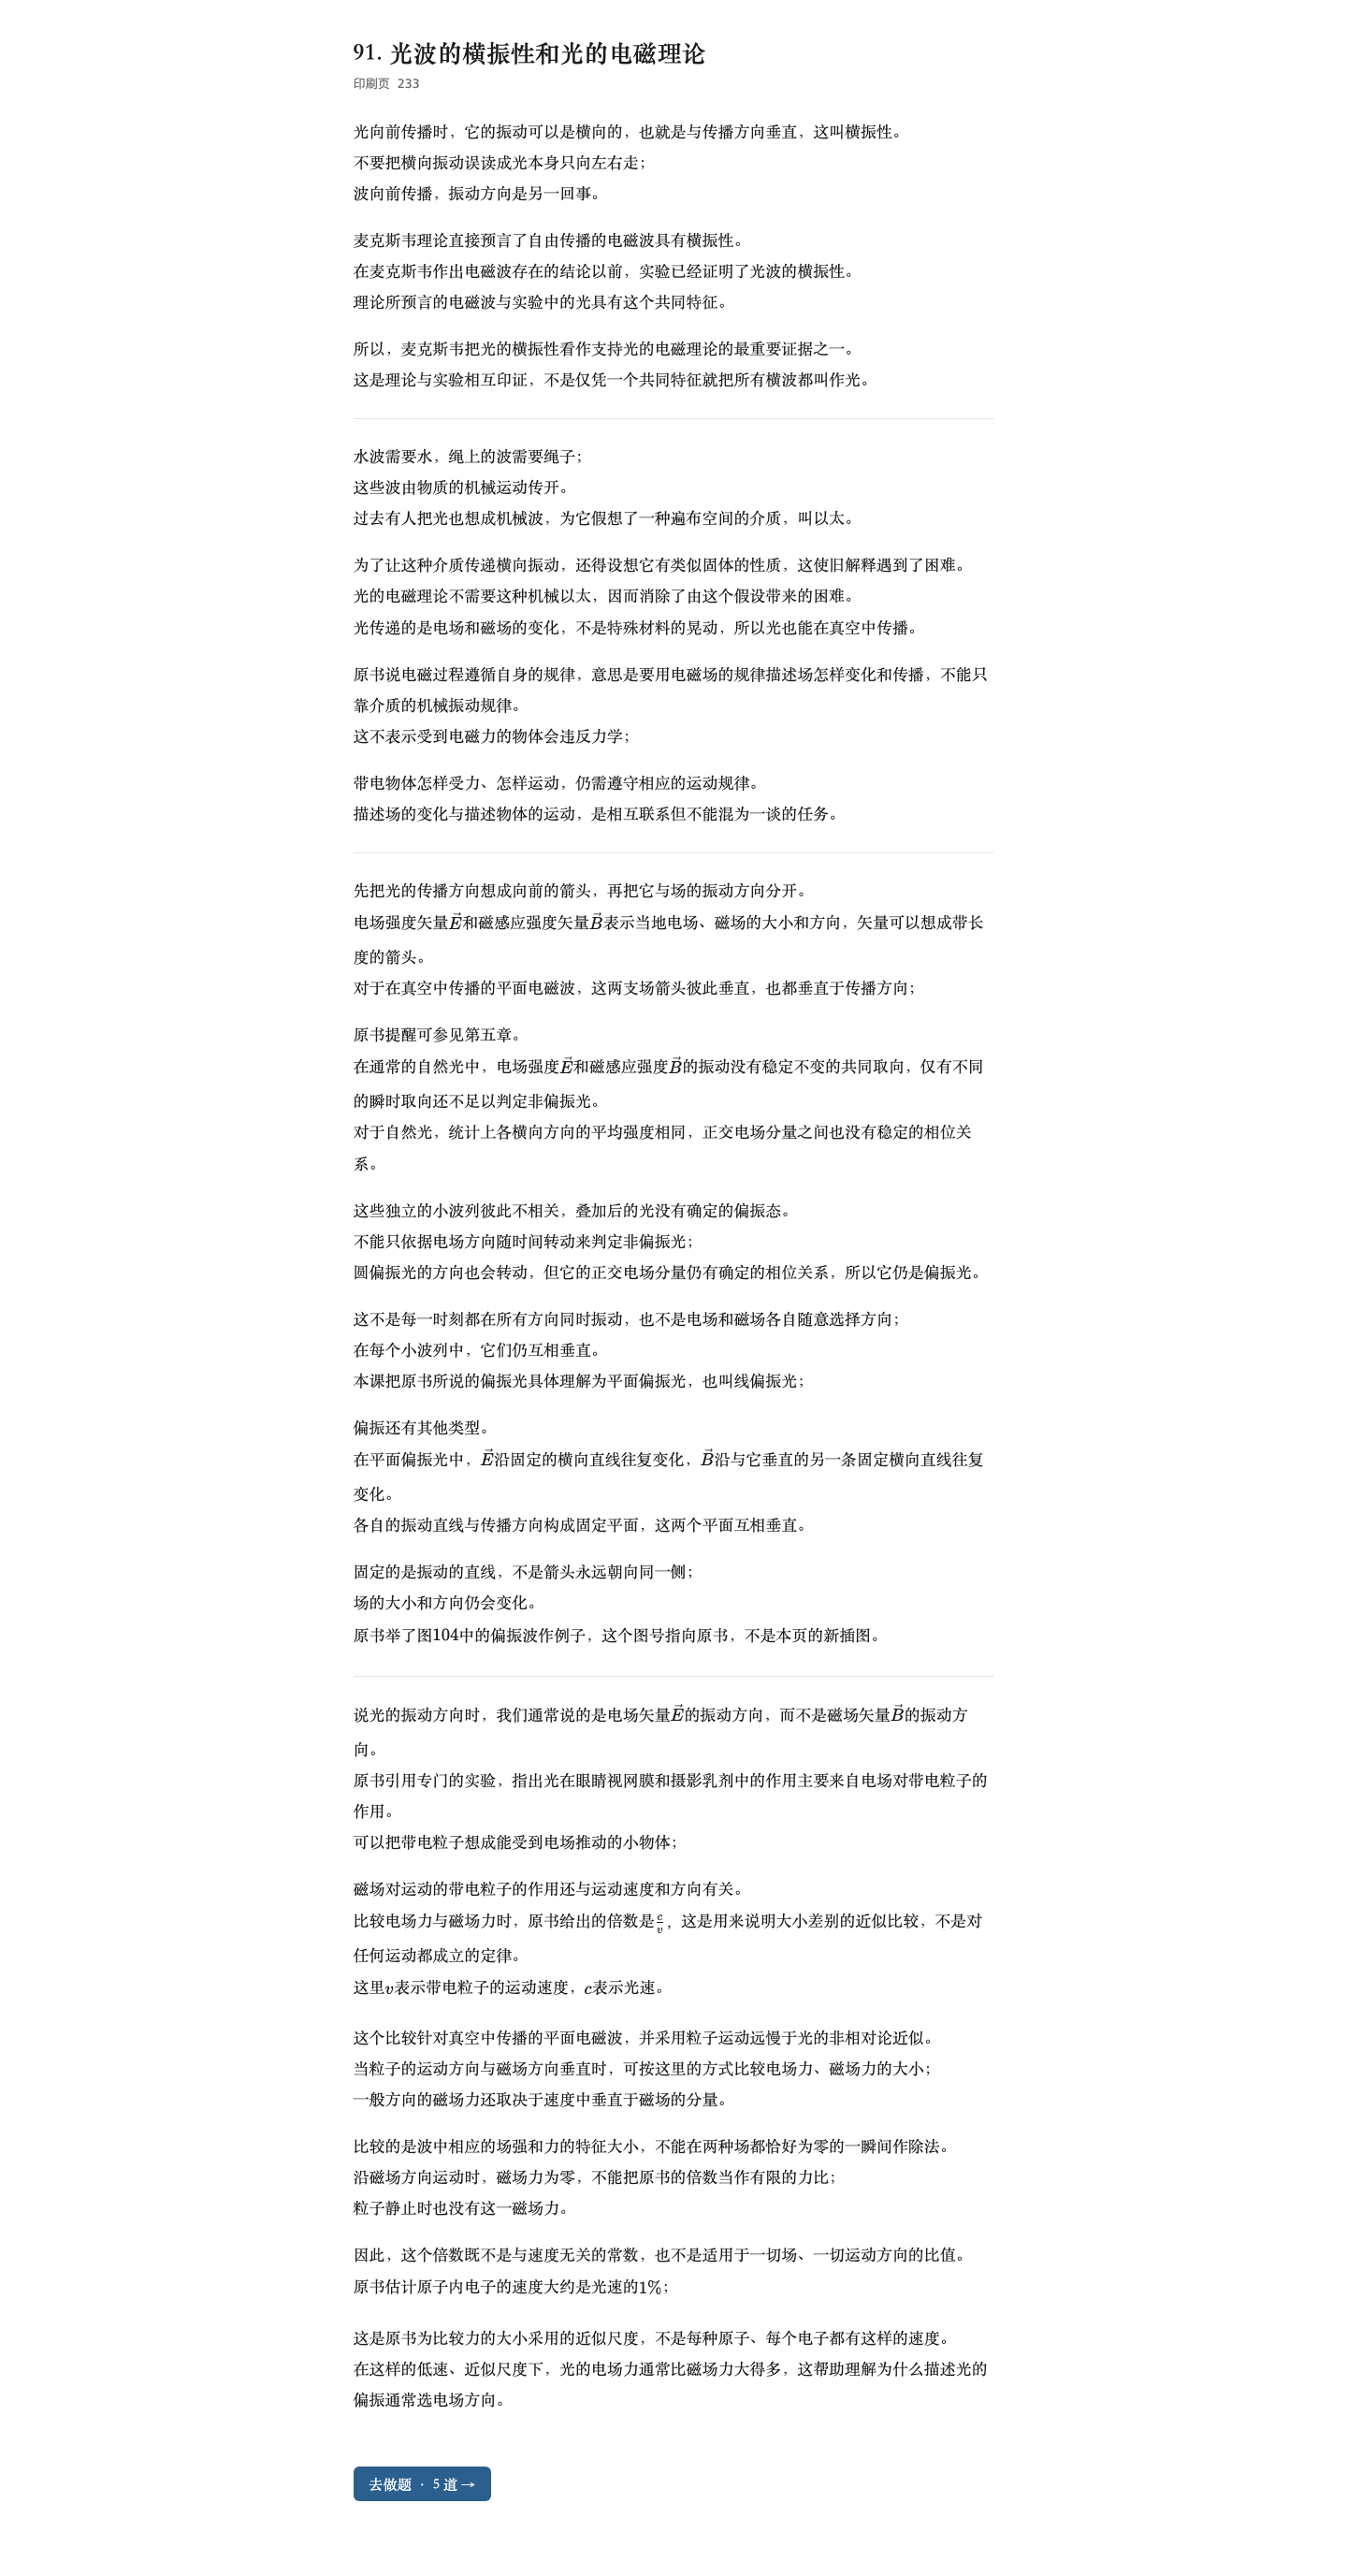 91. 光波的横振性和光的电磁理论
印刷页 233
光向前传播时，它的振动可以是横向的，也就是与传播方向垂直，这叫横振性。
不要把横向振动误读成光本身只向左右走；
波向前传播，振动方向是另一回事。
麦克斯韦理论直接预言了自由传播的电磁波具有横振性。
在麦克斯韦作出电磁波存在的结论以前，实验已经证明了光波的横振性。
理论所预言的电磁波与实验中的光具有这个共同特征。
所以，麦克斯韦把光的横振性看作支持光的电磁理论的最重要证据之一。
这是理论与实验相互印证，不是仅凭一个共同特征就把所有横波都叫作光。
水波需要水，绳上的波需要绳子；
这些波由物质的机械运动传开。
过去有人把光也想成机械波，为它假想了一种遍布空间的介质，叫以太。
为了让这种介质传递横向振动，还得设想它有类似固体的性质，这使旧解释遇到了困难。
光的电磁理论不需要这种机械以太，因而消除了由这个假设带来的困难。
光传递的是电场和磁场的变化，不是特殊材料的晃动，所以光也能在真空中传播。
原书说电磁过程遵循自身的规律，意思是要用电磁场的规律描述场怎样变化和传播，不能只
靠介质的机械振动规律。
这不表示受到电磁力的物体会违反力学；
带电物体怎样受力、怎样运动，仍需遵守相应的运动规律。
描述场的变化与描述物体的运动，是相互联系但不能混为一谈的任务。
先把光的传播方向想成向前的箭头，再把它与场的振动方向分开。
电场强度矢量$\vec{E}$和磁感应强度矢量$\vec{B}$表示当地电场、磁场的大小和方向，矢量可以想成带长
度的箭头。
对于在真空中传播的平面电磁波，这两支场箭头彼此垂直，也都垂直于传播方向；
原书提醒可参见第五章。
在通常的自然光中，电场强度$\vec{E}$和磁感应强度$\vec{B}$的振动没有稳定不变的共同取向，仅有不同
的瞬时取向还不足以判定非偏振光。
对于自然光，统计上各横向方向的平均强度相同，正交电场分量之间也没有稳定的相位关
系。
这些独立的小波列彼此不相关，叠加后的光没有确定的偏振态。
不能只依据电场方向随时间转动来判定非偏振光；
圆偏振光的方向也会转动，但它的正交电场分量仍有确定的相位关系，所以它仍是偏振光。
这不是每一时刻都在所有方向同时振动，也不是电场和磁场各自随意选择方向；
在每个小波列中，它们仍互相垂直。
本课把原书所说的偏振光具体理解为平面偏振光，也叫线偏振光；
偏振还有其他类型。
在平面偏振光中，$\vec{E}$沿固定的横向直线往复变化，$\vec{B}$沿与它垂直的另一条固定横向直线往复
变化。
各自的振动直线与传播方向构成固定平面，这两个平面互相垂直。
固定的是振动的直线，不是箭头永远朝向同一侧；
场的大小和方向仍会变化。
原书举了图104中的偏振波作例子，这个图号指向原书，不是本页的新插图。
说光的振动方向时，我们通常说的是电场矢量$\vec{E}$的振动方向，而不是磁场矢量$\vec{B}$的振动方
向。
原书引用专门的实验，指出光在眼睛视网膜和摄影乳剂中的作用主要来自电场对带电粒子的
作用。
可以把带电粒子想成能受到电场推动的小物体；
磁场对运动的带电粒子的作用还与运动速度和方向有关。
比较电场力与磁场力时，原书给出的倍数是$\frac{c}{v}$，这是用来说明大小差别的近似比较，不是对
任何运动都成立的定律。
这里$v$表示带电粒子的运动速度，$c$表示光速。
这个比较针对真空中传播的平面电磁波，并采用粒子运动远慢于光的非相对论近似。
当粒子的运动方向与磁场方向垂直时，可按这里的方式比较电场力、磁场力的大小；
一般方向的磁场力还取决于速度中垂直于磁场的分量。
比较的是波中相应的场强和力的特征大小，不能在两种场都恰好为零的一瞬间作除法。
沿磁场方向运动时，磁场力为零，不能把原书的倍数当作有限的力比；
粒子静止时也没有这一磁场力。
因此，这个倍数既不是与速度无关的常数，也不是适用于一切场、一切运动方向的比值。
原书估计原子内电子的速度大约是光速的1%；
这是原书为比较力的大小采用的近似尺度，不是每种原子、每个电子都有这样的速度。
在这样的低速、近似尺度下，光的电场力通常比磁场力大得多，这帮助理解为什么描述光的
偏振通常选电场方向。
去做题 · 5 道 →